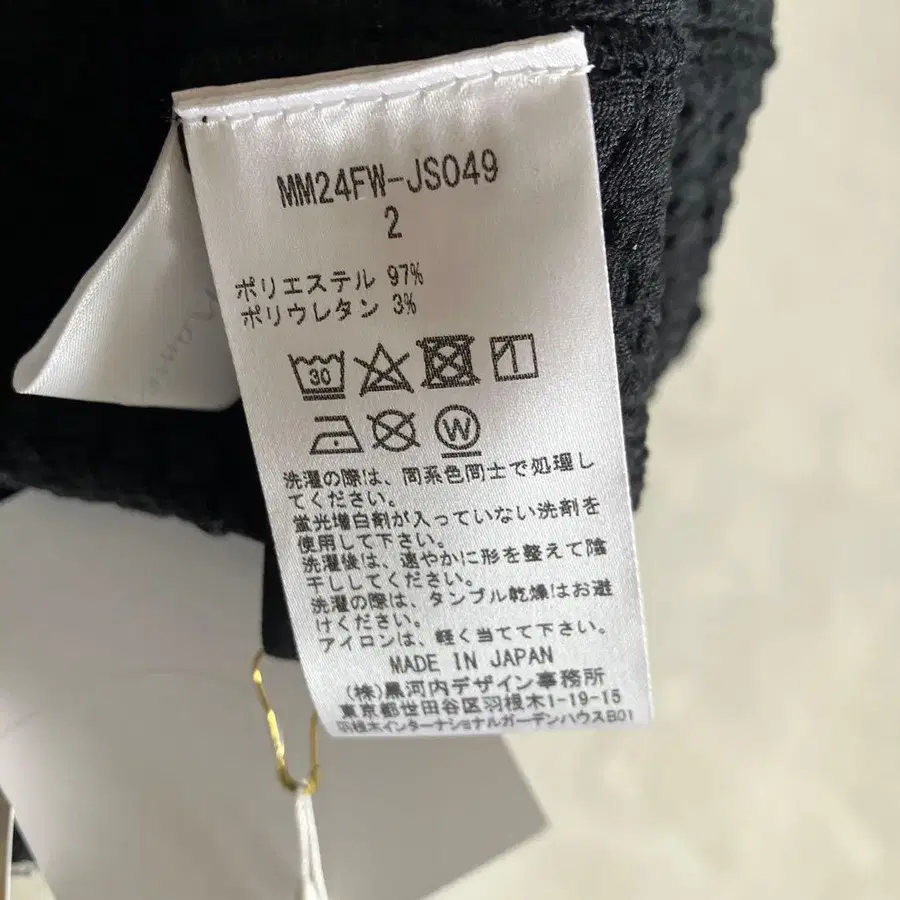 MM24FW-JS049
2
ポリエステル 97%
ポリウレタン 3%
30
W
洗濯の際は、同系色同士で処理し
てください。
蛍光増白剤が入っていない洗剤を
使用して下さい。
洗濯後は、速やかに形を整えて陰
干ししてください。
洗濯の際は、タンブル乾燥はお避
けください。
アイロンは、軽く当てて下さい。
MADE IN JAPAN
(株)黒河内デザイン事務所
東京都世田谷区羽根木1-19-15
羽根木インターナショナルガーデンハウスB01